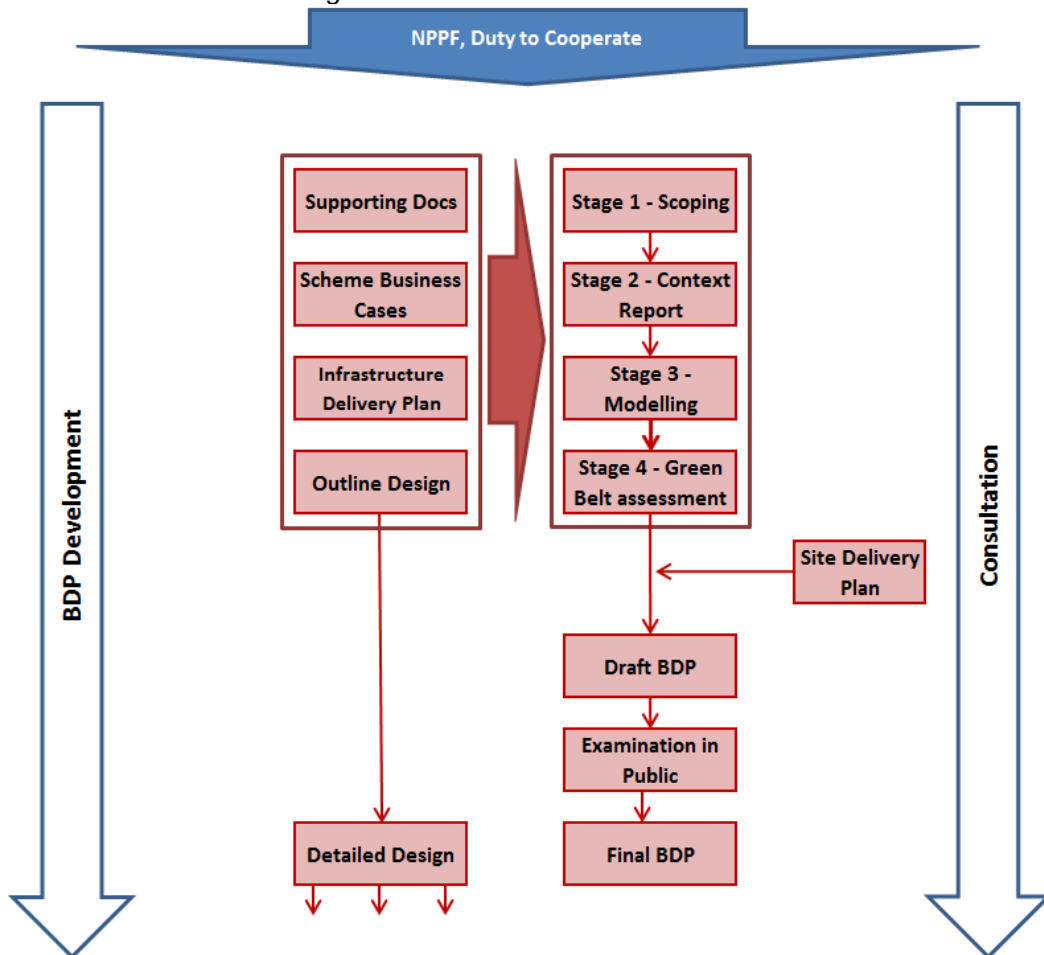 NPPF, Duty to Cooperate
BDP Development
Supporting Docs
Scheme Business
Cases
Infrastructure
Delivery Plan
Outline Design
Detailed Design
Stage 1 - Scoping
Stage 2 - Context
Report
Stage 3 -
Modelling
Stage 4 - Green
Belt assessment
Site Delivery
Plan
Draft BDP
Examination in
Public
Final BDP
Consultation